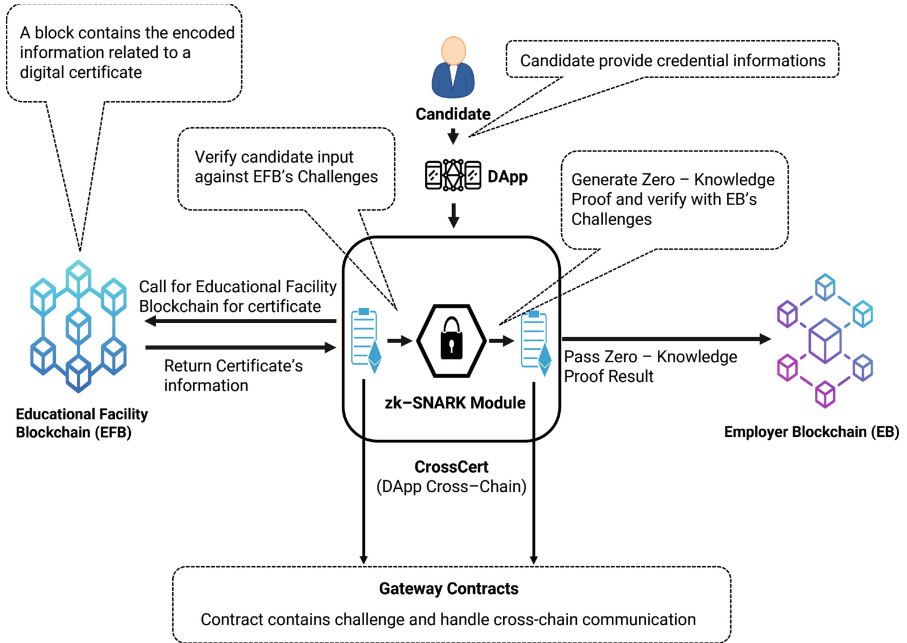 A block contains the encoded
information related to a
digital certificate
Candidate provide credential informations
Candidate
Verify candidate input
against EFB's Challenges
DApp
Generate Zero – Knowledge
Proof and verify with EB's
Challenges
Call for Educational Facility
Blockchain for certificate
Return Certificate's
information
Pass Zero – Knowledge
Proof Result
zk–SNARK Module
Educational Facility
Blockchain (EFB)
Employer Blockchain (EB)
CrossCert
(DApp Cross–Chain)
Gateway Contracts
Contract contains challenge and handle cross-chain communication